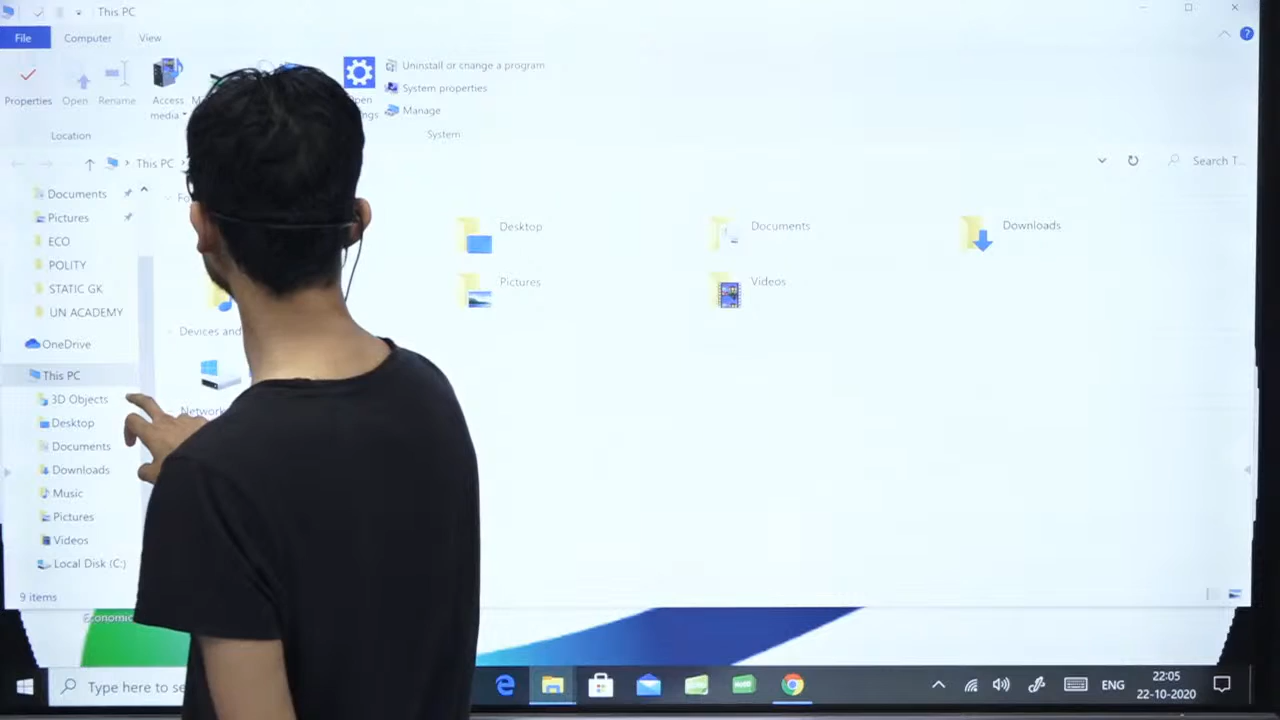 This PC
File
Computer
View
Properties
Open
Rename
Access
media
Location
Uninstall or change a program
System properties
Manage
System
This PC
Search T...
Documents
Pictures
ECO
POLITY
STATIC GK
UN ACADEMY
OneDrive
This PC
3D Objects
Desktop
Documents
Downloads
Music
Pictures
Videos
Local Disk (C:)
9 items
Desktop
Documents
Downloads
Pictures
Videos
Devices and
Network
Economic
Type here to se
ENG
22:05
22-10-2020